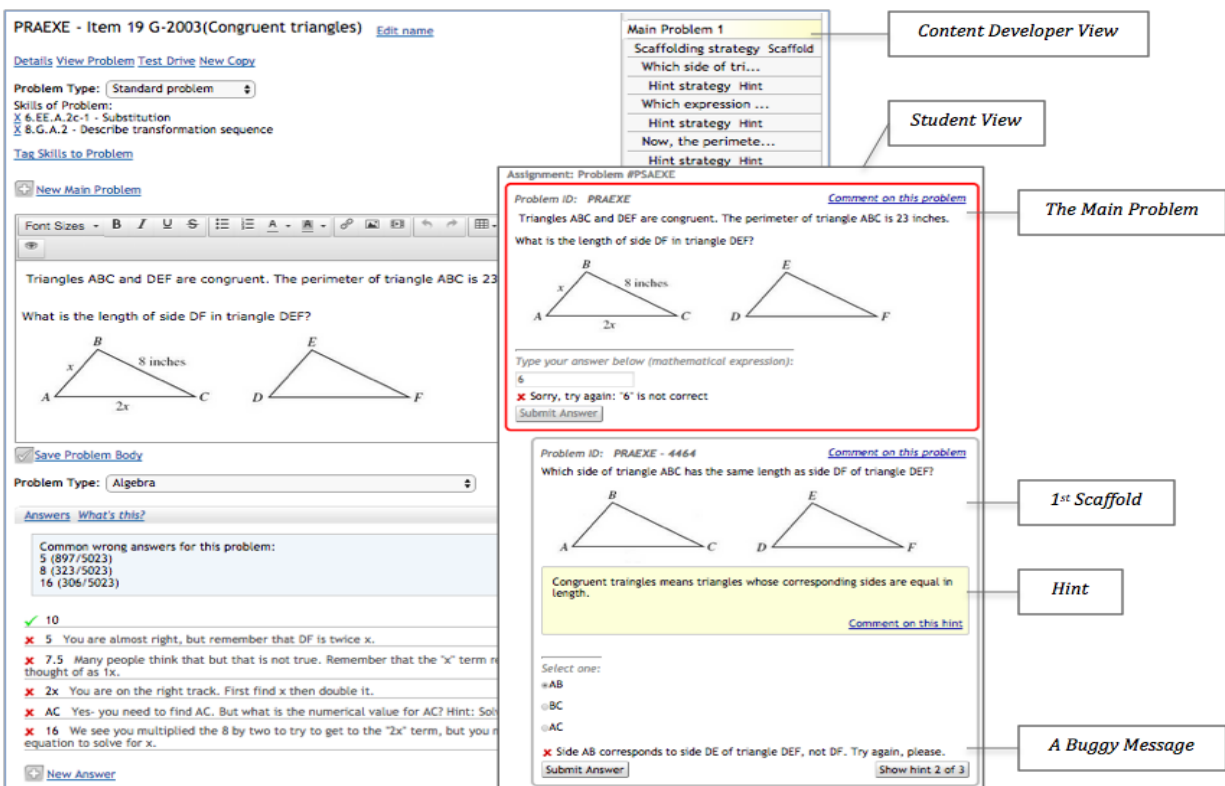 PRAEXE - Item 19 G-2003(Congruent triangles) Edit name
Details View Problem Test Drive New Copy
Problem Type: Standard problem
Skills of Problem:
X 6.EE.A.2c-1 - Substitution
X 8.G.A.2 - Describe transformation sequence
Tag Skills to Problem
New Main Problem
Font Sizes B I U S A A
Triangles ABC and DEF are congruent. The perimeter of triangle ABC is 23
What is the length of side DF in triangle DEF?
B E
x 8 inches
A C D F
2x
Save Problem Body
Problem Type: Algebra
Answers What's this?
Common wrong answers for this problem:
5 (897/5023)
8 (323/5023)
16 (306/5023)
10
5 You are almost right, but remember that DF is twice x.
7.5 Many people think that but that is not true. Remember that the "x" term r
thought of as 1x.
2x You are on the right track. First find x then double it.
AC Yes- you need to find AC. But what is the numerical value for AC? Hint: Sol
16 We see you multiplied the 8 by two to try to get to the "2x" term, but you
equation to solve for x.
New Answer
Main Problem 1
Scaffolding strategy Scaffold
Which side of tri...
Hint strategy Hint
Which expression ...
Hint strategy Hint
Now, the perimete...
Hint strategy Hint
Assignment: Problem #PSAEXE
Problem ID: PRAEXE Comment on this problem
Triangles ABC and DEF are congruent. The perimeter of triangle ABC is 23 inches.
What is the length of side DF in triangle DEF?
B E
x 8 inches
A C D F
2x
Type your answer below (mathematical expression):
6
Sorry, try again: "6" is not correct
Submit Answer
Problem ID: PRAEXE - 4464 Comment on this problem
Which side of triangle ABC has the same length as side DF of triangle DEF?
B E
A C D F
Congruent traingles means triangles whose corresponding sides are equal in
length.
Comment on this hint
Select one:
AB
BC
AC
Side AB corresponds to side DE of triangle DEF, not DF. Try again, please.
Submit Answer Show hint 2 of 3
Content Developer View
Student View
The Main Problem
1st Scaffold
Hint
A Buggy Message